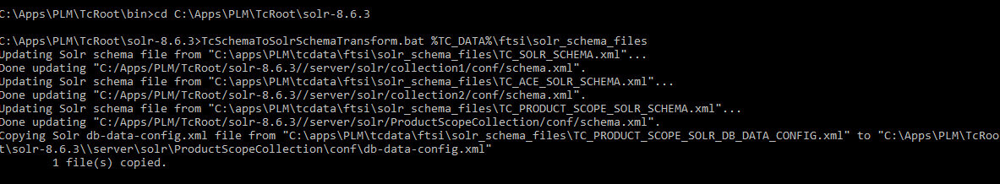 C:\Apps\PLM\TcRoot\bin>cd C:\Apps\PLM\TcRoot\solr-8.6.3
C:\Apps\PLM\TcRoot\solr-8.6.3>TcSchemaToSolrSchemaTransform.bat %TC_DATA%\ftsi\solr_schema_files
Updating Solr schema file from "C:\apps\PLM\tcdata\ftsi\solr_schema_files\TC_SOLR_SCHEMA.xml"...
Done updating "C:/Apps/PLM/TcRoot/solr-8.6.3//server/solr/collection1/conf/schema.xml".
Updating Solr schema file from "C:\apps\PLM\tcdata\ftsi\solr_schema_files\TC_ACE_SOLR_SCHEMA.xml"...
Done updating "C:/Apps/PLM/TcRoot/solr-8.6.3//server/solr/collection2/conf/schema.xml".
Updating Solr schema file from "C:\apps\PLM\tcdata\ftsi\solr_schema_files\TC_PRODUCT_SCOPE_SOLR_SCHEMA.xml"...
Done updating "C:/Apps/PLM/TcRoot/solr-8.6.3//server/solr/ProductScopeCollection/conf/schema.xml".
Copying Solr db-data-config.xml file from "C:\apps\PLM\tcdata\ftsi\solr_schema_files\TC_PRODUCT_SCOPE_SOLR_DB_DATA_CONFIG.xml" to "C:\Apps\PLM\TcRoo
t\solr-8.6.3\\server\solr\ProductScopeCollection\conf\db-data-config.xml"
        1 file(s) copied.